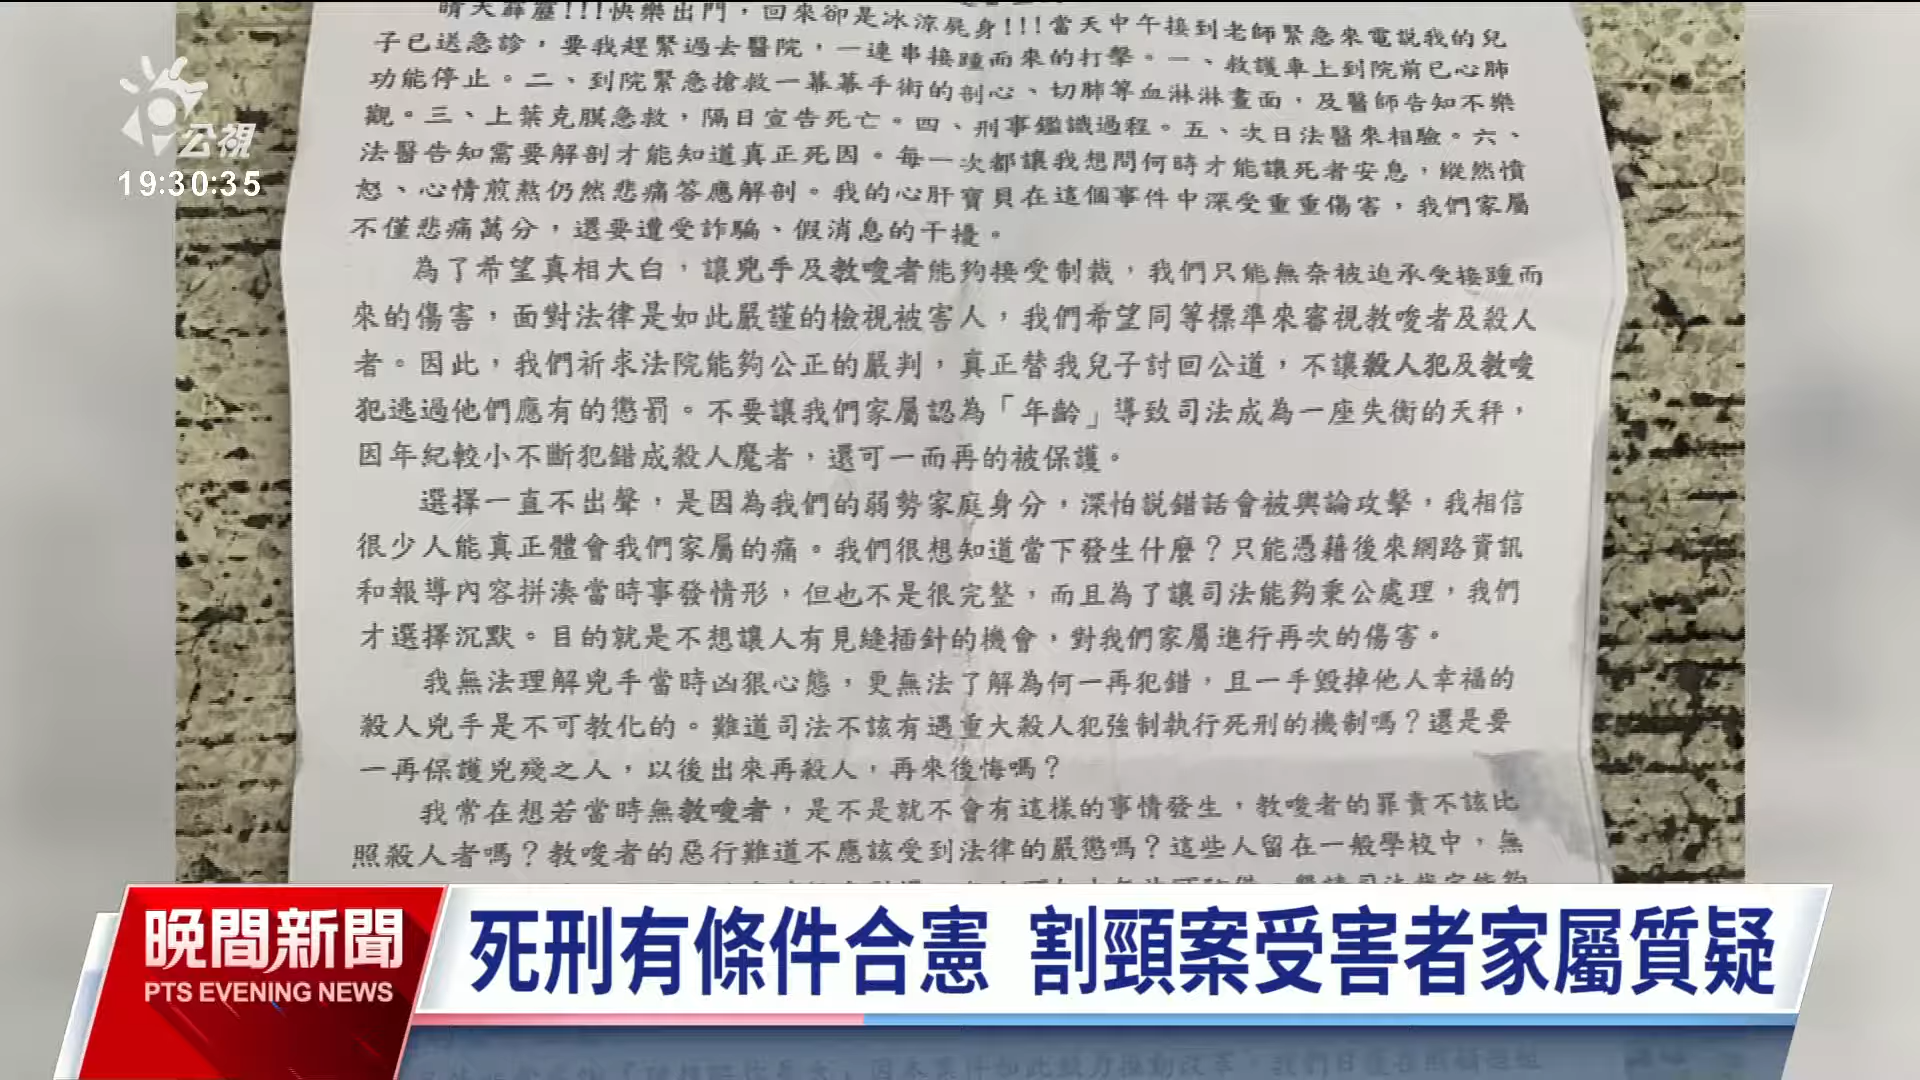 晴天霹靂!!!快樂出門，回來卻是冰涼屍身!!!當天中午接到老師緊急來電說我的兒
子已送急診，要我趕緊過去醫院，一連串接踵而來的打擊。一、救護車上到院前已心肺
功能停止。二、到院緊急搶救一幕幕手術的剖心、切肺等血淋淋畫面，及醫師告知不樂
觀。三、上葉克膜急救，隔日宣告死亡。四、刑事鑑識過程。五、次日法醫來相驗。六、
法醫告知需要解剖才能知道真正死因。每一次都讓我想問何時才能讓死者安息，縱然憤
怒、心情煎熬仍然悲痛答應解剖。我的心肝寶貝在這個事件中深受重重傷害，我們家屬
不僅悲痛萬分，還要遭受詐騙、假消息的干擾。
為了希望真相大白，讓兇手及教唆者能夠接受制裁，我們只能無奈被迫承受接踵而
來的傷害，面對法律是如此嚴謹的檢視被害人，我們希望同等標準來審視教唆者及殺人
者。因此，我們祈求法院能夠公正的嚴判，真正替我兒子討回公道，不讓殺人犯及教唆
犯逃過他們應有的懲罰。不要讓我們家屬認為「年齡」導致司法成為一座失衡的天秤，
因年紀較小不斷犯錯成殺人魔者，還可一而再的被保護。
選擇一直不出聲，是因為我們的弱勢家庭身分，深怕說錯話會被輿論攻擊，我相信
很少人能真正體會我們家屬的痛。我們很想知道當下發生什麼？只能憑藉後來網路資訊
和報導內容拼湊當時事發情形，但也不是很完整，而且為了讓司法能夠秉公處理，我們
才選擇沉默。目的就是不想讓人有見縫插針的機會，對我們家屬進行再次的傷害。
我無法理解兇手當時凶狠心態，更無法了解為何一再犯錯，且一手毀掉他人幸福的
殺人兇手是不可教化的。難道司法不該有遇重大殺人犯強制執行死刑的機制嗎？還是要
一再保護兇殘之人，以後出來再殺人，再來後悔嗎？
我常在想若當時無教唆者，是不是就不會有這樣的事情發生，教唆者的罪責不該比
照殺人者嗎？教唆者的惡行難道不應該受到法律的嚴懲嗎？這些人留在一般學校中，無
公視
19:30:35
晚間新聞
PTS EVENING NEWS
死刑有條件合憲 割頸案受害者家屬質疑